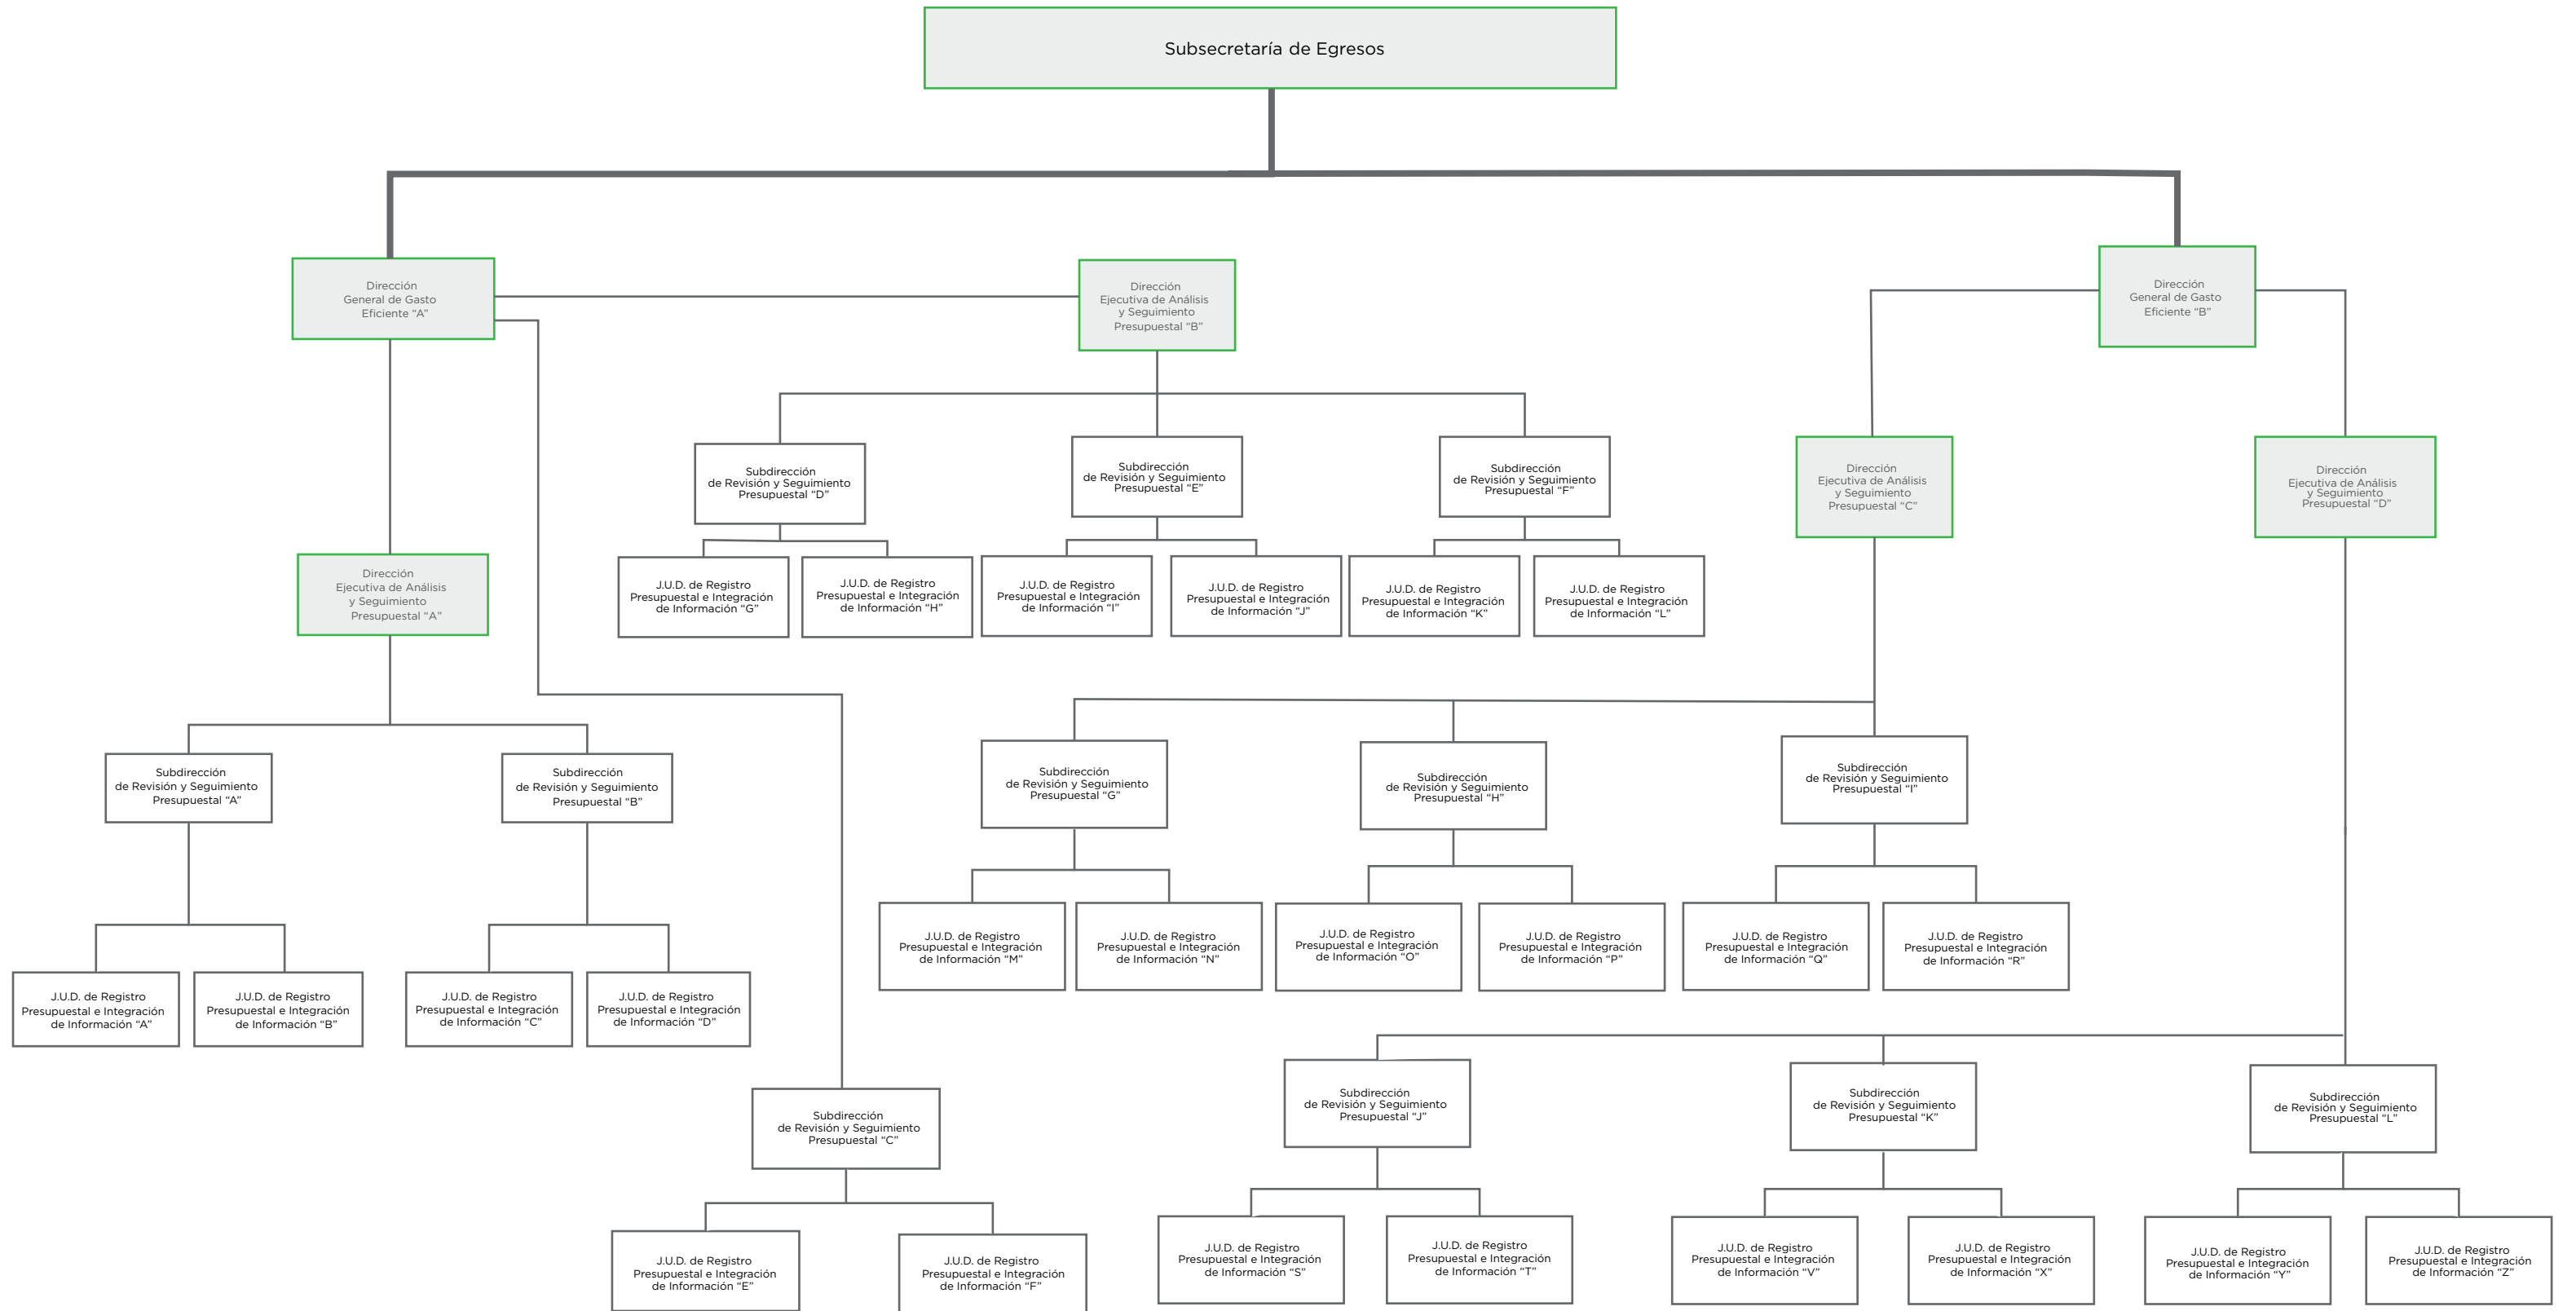 Subsecretaría de Egresos
Dirección
General de Gasto
Eficiente “A”
Dirección
Ejecutiva de Análisis
y Seguimiento
Presupuestal “B”
Dirección
General de Gasto
Eficiente “B”
Subdirección
de Revisión y Seguimiento
Presupuestal “D”
Subdirección
de Revisión y Seguimiento
Presupuestal “E”
Subdirección
de Revisión y Seguimiento
Presupuestal “F”
Dirección
Ejecutiva de Análisis
y Seguimiento
Presupuestal “C”
Dirección
Ejecutiva de Análisis
y Seguimiento
Presupuestal “D”
Dirección
Ejecutiva de Análisis
y Seguimiento
Presupuestal “A”
J.U.D. de Registro
Presupuestal e Integración
de Información “G”
J.U.D. de Registro
Presupuestal e Integración
de Información “H”
J.U.D. de Registro
Presupuestal e Integración
de Información “I”
J.U.D. de Registro
Presupuestal e Integración
de Información “J”
J.U.D. de Registro
Presupuestal e Integración
de Información “K”
J.U.D. de Registro
Presupuestal e Integración
de Información “L”
Subdirección
de Revisión y Seguimiento
Presupuestal “A”
Subdirección
de Revisión y Seguimiento
Presupuestal “B”
Subdirección
de Revisión y Seguimiento
Presupuestal “G”
Subdirección
de Revisión y Seguimiento
Presupuestal “H”
Subdirección
de Revisión y Seguimiento
Presupuestal “I”
J.U.D. de Registro
Presupuestal e Integración
de Información “M”
J.U.D. de Registro
Presupuestal e Integración
de Información “N”
J.U.D. de Registro
Presupuestal e Integración
de Información “O”
J.U.D. de Registro
Presupuestal e Integración
de Información “P”
J.U.D. de Registro
Presupuestal e Integración
de Información “Q”
J.U.D. de Registro
Presupuestal e Integración
de Información “R”
J.U.D. de Registro
Presupuestal e Integración
de Información “A”
J.U.D. de Registro
Presupuestal e Integración
de Información “B”
J.U.D. de Registro
Presupuestal e Integración
de Información “C”
J.U.D. de Registro
Presupuestal e Integración
de Información “D”
Subdirección
de Revisión y Seguimiento
Presupuestal “C”
Subdirección
de Revisión y Seguimiento
Presupuestal “J”
Subdirección
de Revisión y Seguimiento
Presupuestal “K”
Subdirección
de Revisión y Seguimiento
Presupuestal “L”
J.U.D. de Registro
Presupuestal e Integración
de Información “E”
J.U.D. de Registro
Presupuestal e Integración
de Información “F”
J.U.D. de Registro
Presupuestal e Integración
de Información “S”
J.U.D. de Registro
Presupuestal e Integración
de Información “T”
J.U.D. de Registro
Presupuestal e Integración
de Información “V”
J.U.D. de Registro
Presupuestal e Integración
de Información “X”
J.U.D. de Registro
Presupuestal e Integración
de Información “Y”
J.U.D. de Registro
Presupuestal e Integración
de Información “Z”